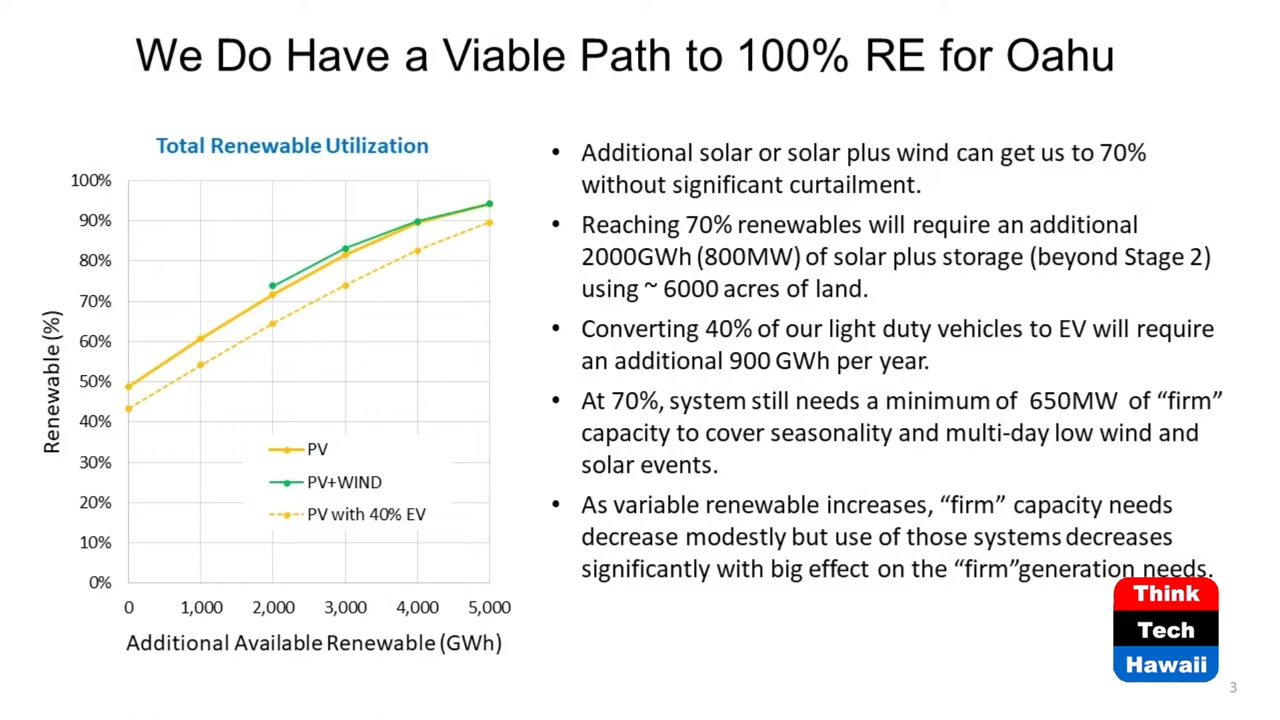 We Do Have a Viable Path to 100% RE for Oahu
Total Renewable Utilization
100%
90%
80%
70%
60%
50%
40%
30%
20%
10%
0%
Renewable (%)
PV
PV+WIND
PV with 40% EV
0 1,000 2,000 3,000 4,000 5,000
Additional Available Renewable (GWh)
• Additional solar or solar plus wind can get us to 70%
without significant curtailment.
• Reaching 70% renewables will require an additional
2000GWh (800MW) of solar plus storage (beyond Stage 2)
using ~ 6000 acres of land.
• Converting 40% of our light duty vehicles to EV will require
an additional 900 GWh per year.
• At 70%, system still needs a minimum of 650MW of “firm”
capacity to cover seasonality and multi-day low wind and
solar events.
• As variable renewable increases, “firm” capacity needs
decrease modestly but use of those systems decreases
significantly with big effect on the “firm”generation needs.
Think
Tech
Hawaii
3